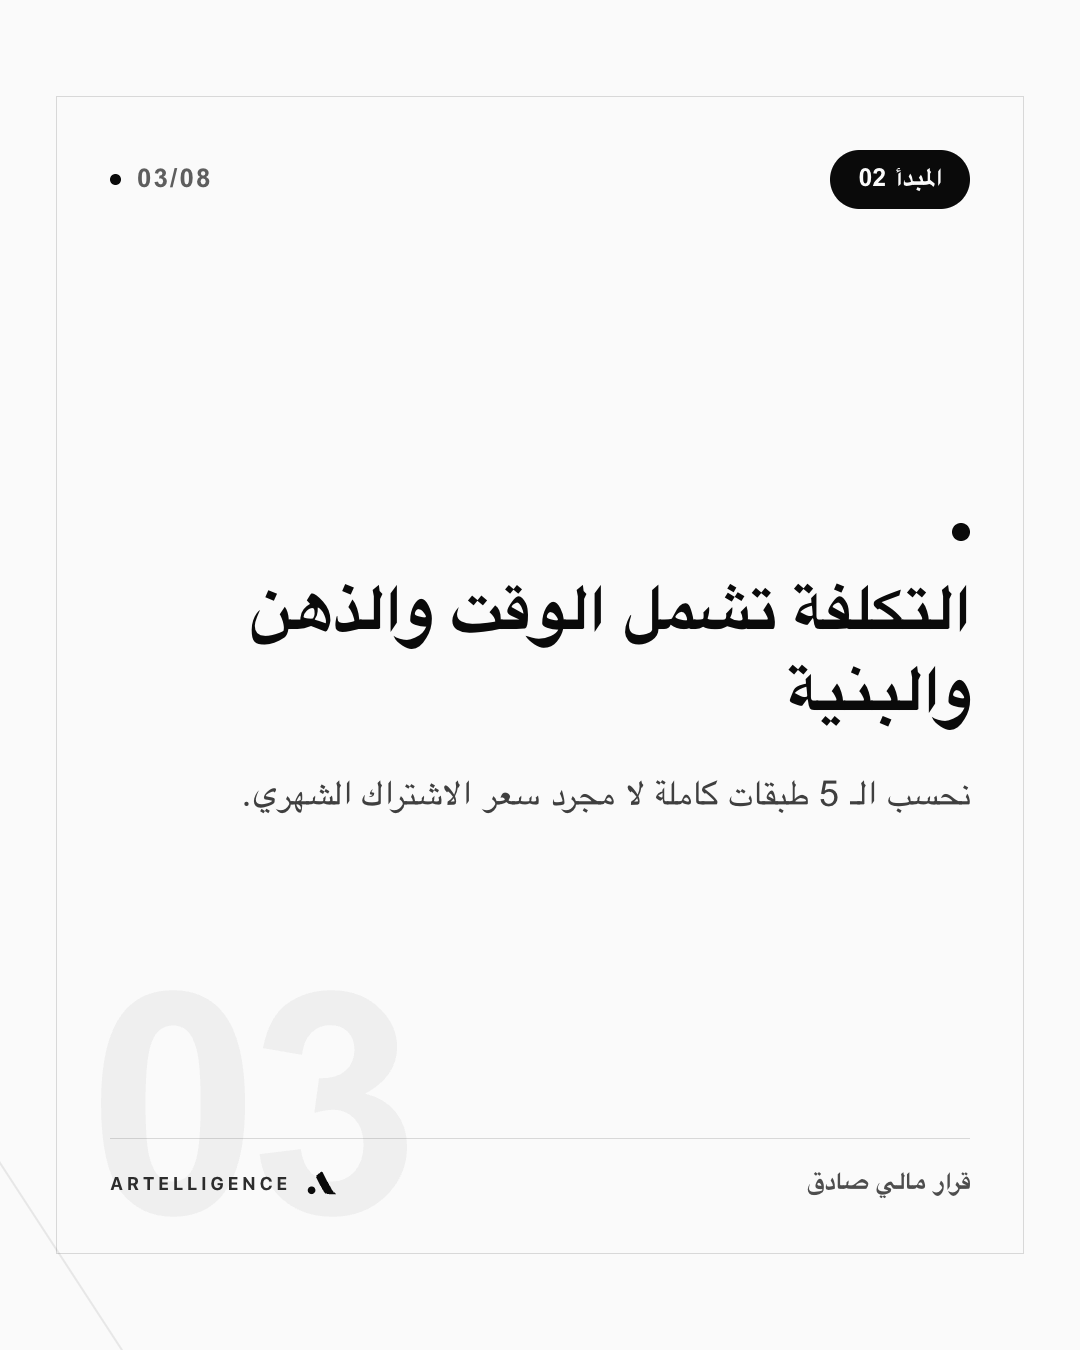 المبدأ 02
03/08
التكلفة تشمل الوقت والذهن
والبنية
نحسب الـ 5 طبقات كاملة لا مجرد سعر الاشتراك الشهري.
03
قرار مالي صادق
ARTELLIGENCE